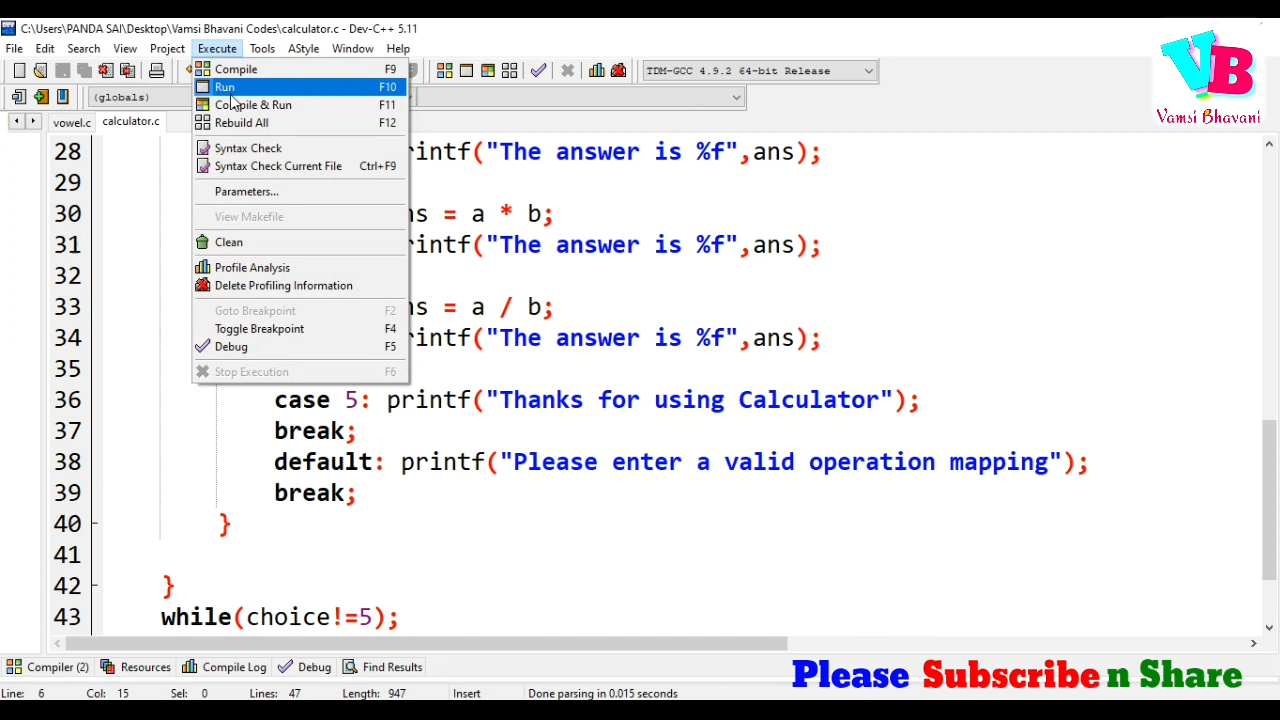 C:\Users\PANDA SAI\Desktop\Vamsi Bhavani Codes\calculator.c - Dev-C++ 5.11
File Edit Search View Project Execute Tools AStyle Window Help
TDM-GCC 4.9.2 64-bit Release
(globals)
vowel.c calculator.c
Compile F9
Run F10
Compile & Run F11
Rebuild All F12
Syntax Check
Syntax Check Current File Ctrl+F9
Parameters...
View Makefile
Clean
Profile Analysis
Delete Profiling Information
Goto Breakpoint F2
Toggle Breakpoint F4
Debug F5
Stop Execution F6
VB
Vamsi Bhavani
28 rintf("The answer is %f",ans);
29
30 ns = a * b;
31 rintf("The answer is %f",ans);
32
33 ns = a / b;
34 rintf("The answer is %f",ans);
35
36 case 5: printf("Thanks for using Calculator");
37 break;
38 default: printf("Please enter a valid operation mapping");
39 break;
40 }
41
42 }
43 while(choice!=5);
Compiler (2) Resources Compile Log Debug Find Results
Please Subscribe n Share
Line: 6 Col: 15 Sel: 0 Lines: 47 Length: 947 Insert Done parsing in 0.015 seconds